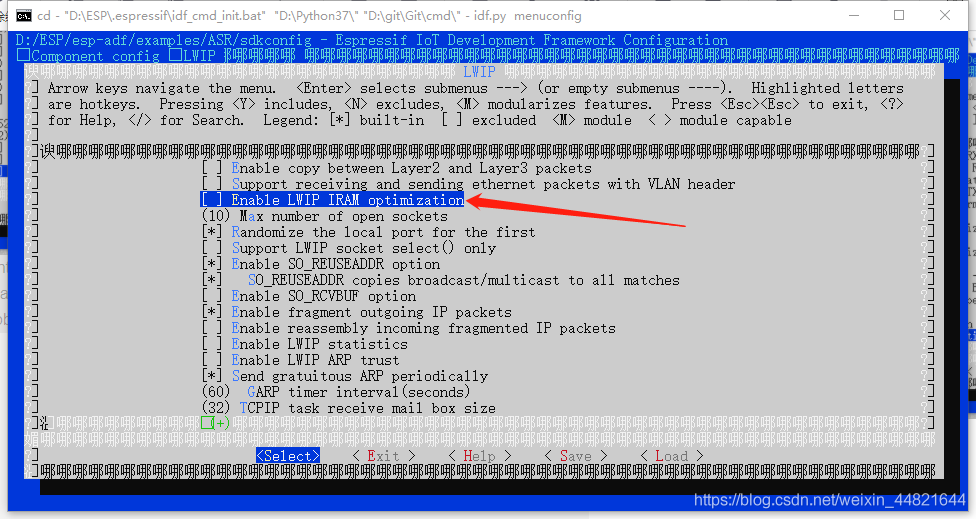 cd - "D:\ESP\.espressif\idf_cmd_init.bat"  "D:\Python37\" "D:\git\Git\cmd\" - idf.py  menuconfig
D:/ESP/esp-adf/examples/ASR/sdkconfig - Espressif IoT Development Framework Configuration
Component config LWIP
LWIP
Arrow keys navigate the menu.  <Enter> selects submenus ---> (or empty submenus ----).  Highlighted letters
are hotkeys.  Pressing <Y> includes, <N> excludes, <M> modularizes features.  Press <Esc><Esc> to exit, <?>
for Help, </> for Search.  Legend: [*] built-in  [ ] excluded  <M> module  < > module capable
[ ] Enable copy between Layer2 and Layer3 packets
[ ] Support receiving and sending ethernet packets with VLAN header
[ ] Enable LWIP IRAM optimization
(10) Max number of open sockets
[*] Randomize the local port for the first
[ ] Support LWIP socket select() only
[*] Enable SO_REUSEADDR option
[*]   SO_REUSEADDR copies broadcast/multicast to all matches
[ ] Enable SO_RCVBUF option
[*] Enable fragment outgoing IP packets
[ ] Enable reassembly incoming fragmented IP packets
[ ] Enable LWIP statistics
[ ] Enable LWIP ARP trust
[*] Send gratuitous ARP periodically
(60)  GARP timer interval(seconds)
(32) TCPIP task receive mail box size
(+)
<Select>    < Exit >    < Help >    < Save >    < Load >
https://blog.csdn.net/weixin_44821644